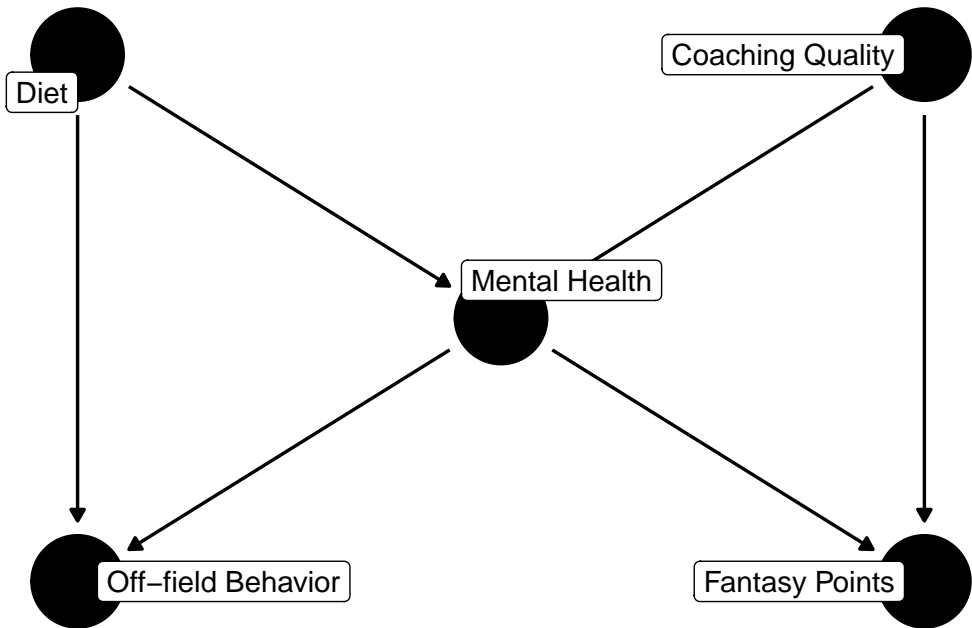 Diet
Coaching Quality
Mental Health
Off−field Behavior
Fantasy Points